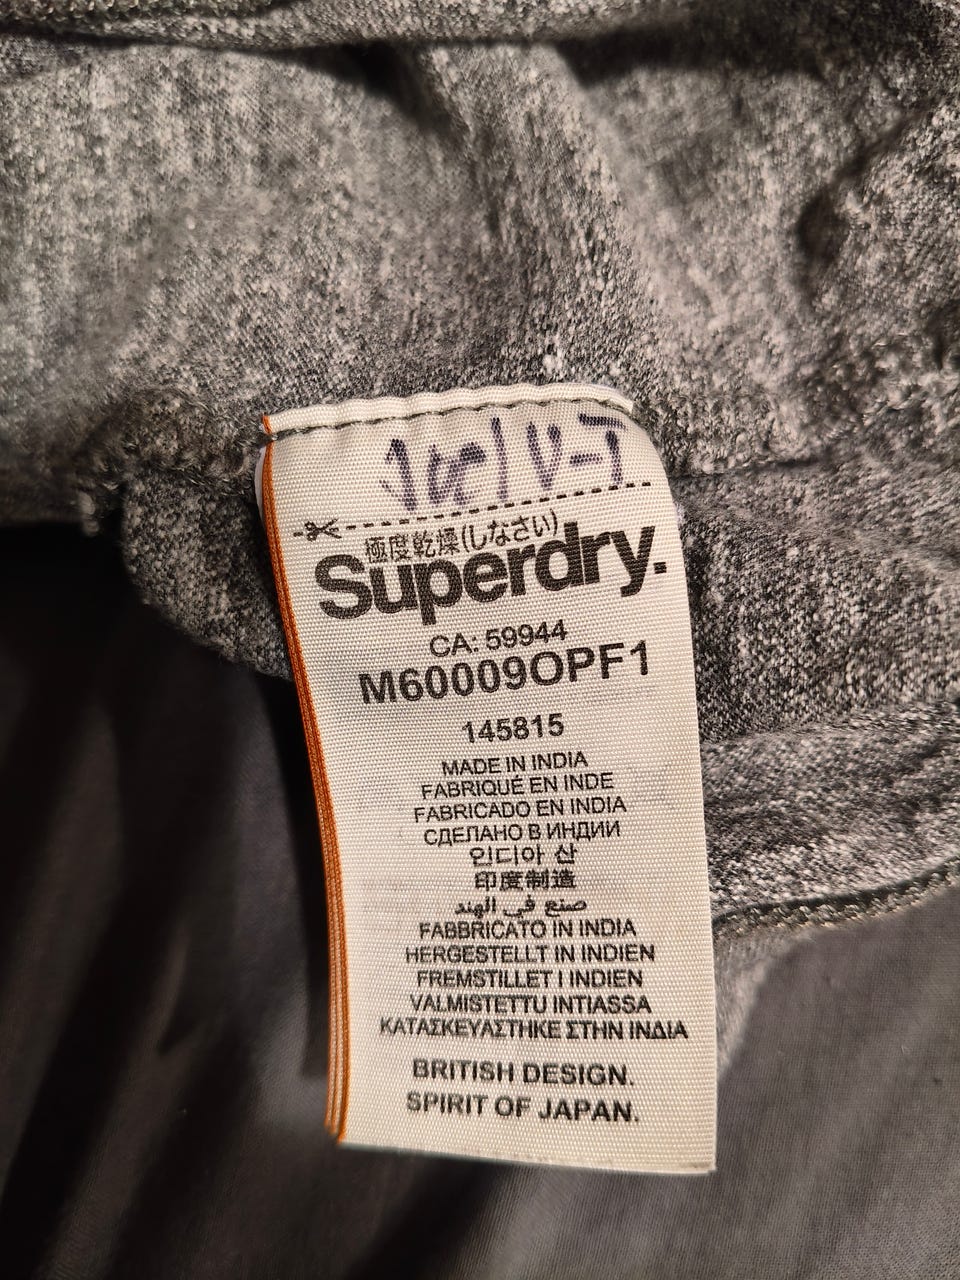 極度乾燥(しなさい)
Superdry.
CA: 59944
M60009OPF1
145815
MADE IN INDIA
FABRIQUÉ EN INDE
FABRICADO EN INDIA
СДЕЛАНО В ИНДИИ
인디아 산
印度制造
صنع في الهند
FABBRICATO IN INDIA
HERGESTELLT IN INDIEN
FREMSTILLET I INDIEN
VALMISTETTU INTIASSA
ΚΑΤΑΣΚΕΥΑΣΤΗΚΕ ΣΤΗΝ ΙΝΔΙΑ
BRITISH DESIGN.
SPIRIT OF JAPAN.